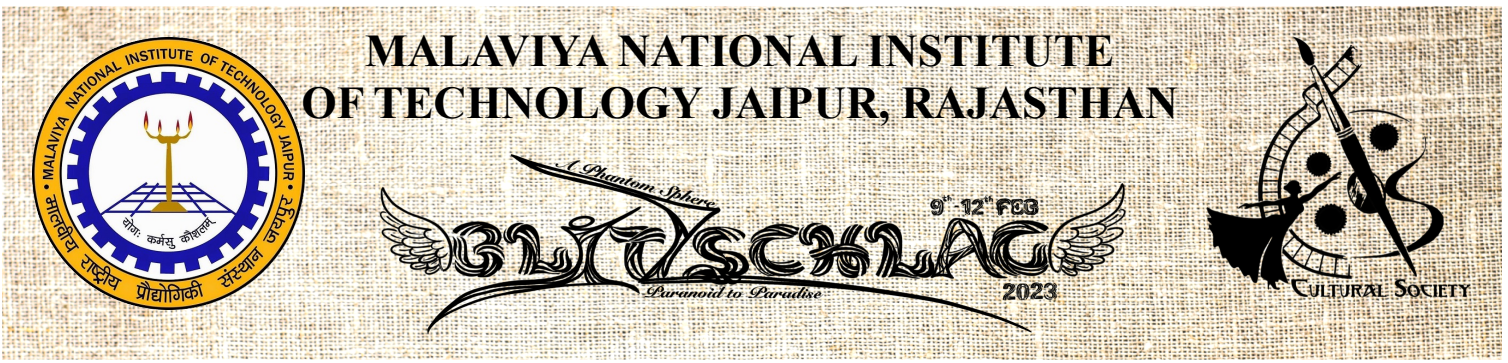 MALAVIYA NATIONAL INSTITUTE OF TECHNOLOGY JAIPUR
मालवीय राष्ट्रीय प्रौद्योगिकी संस्थान जयपुर
योगः कर्मसु कौशलम्
MALAVIYA NATIONAL INSTITUTE
OF TECHNOLOGY JAIPUR, RAJASTHAN
A Phantom Sphere
9th-12th FEB
BLITZSCHLAG
Paranoid to Paradise
2023
CULTURAL SOCIETY